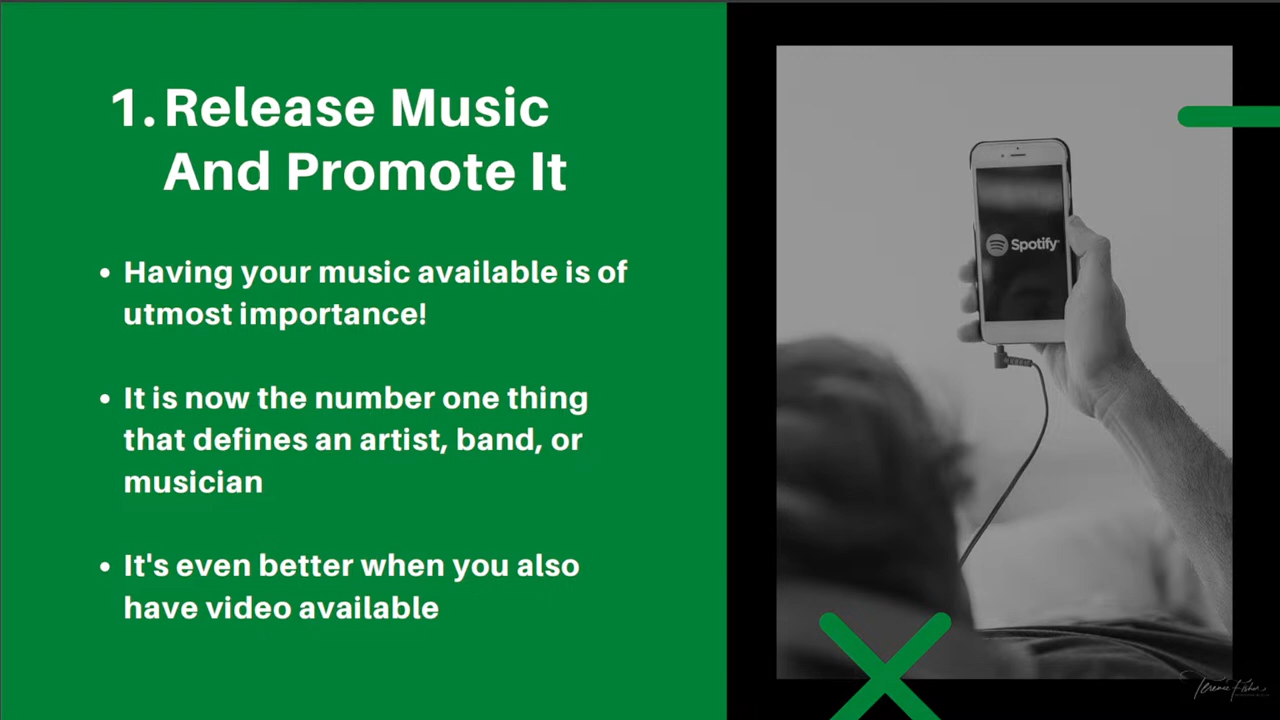 1. Release Music
And Promote It
• Having your music available is of
utmost importance!
• It is now the number one thing
that defines an artist, band, or
musician
• It's even better when you also
have video available
Spotify